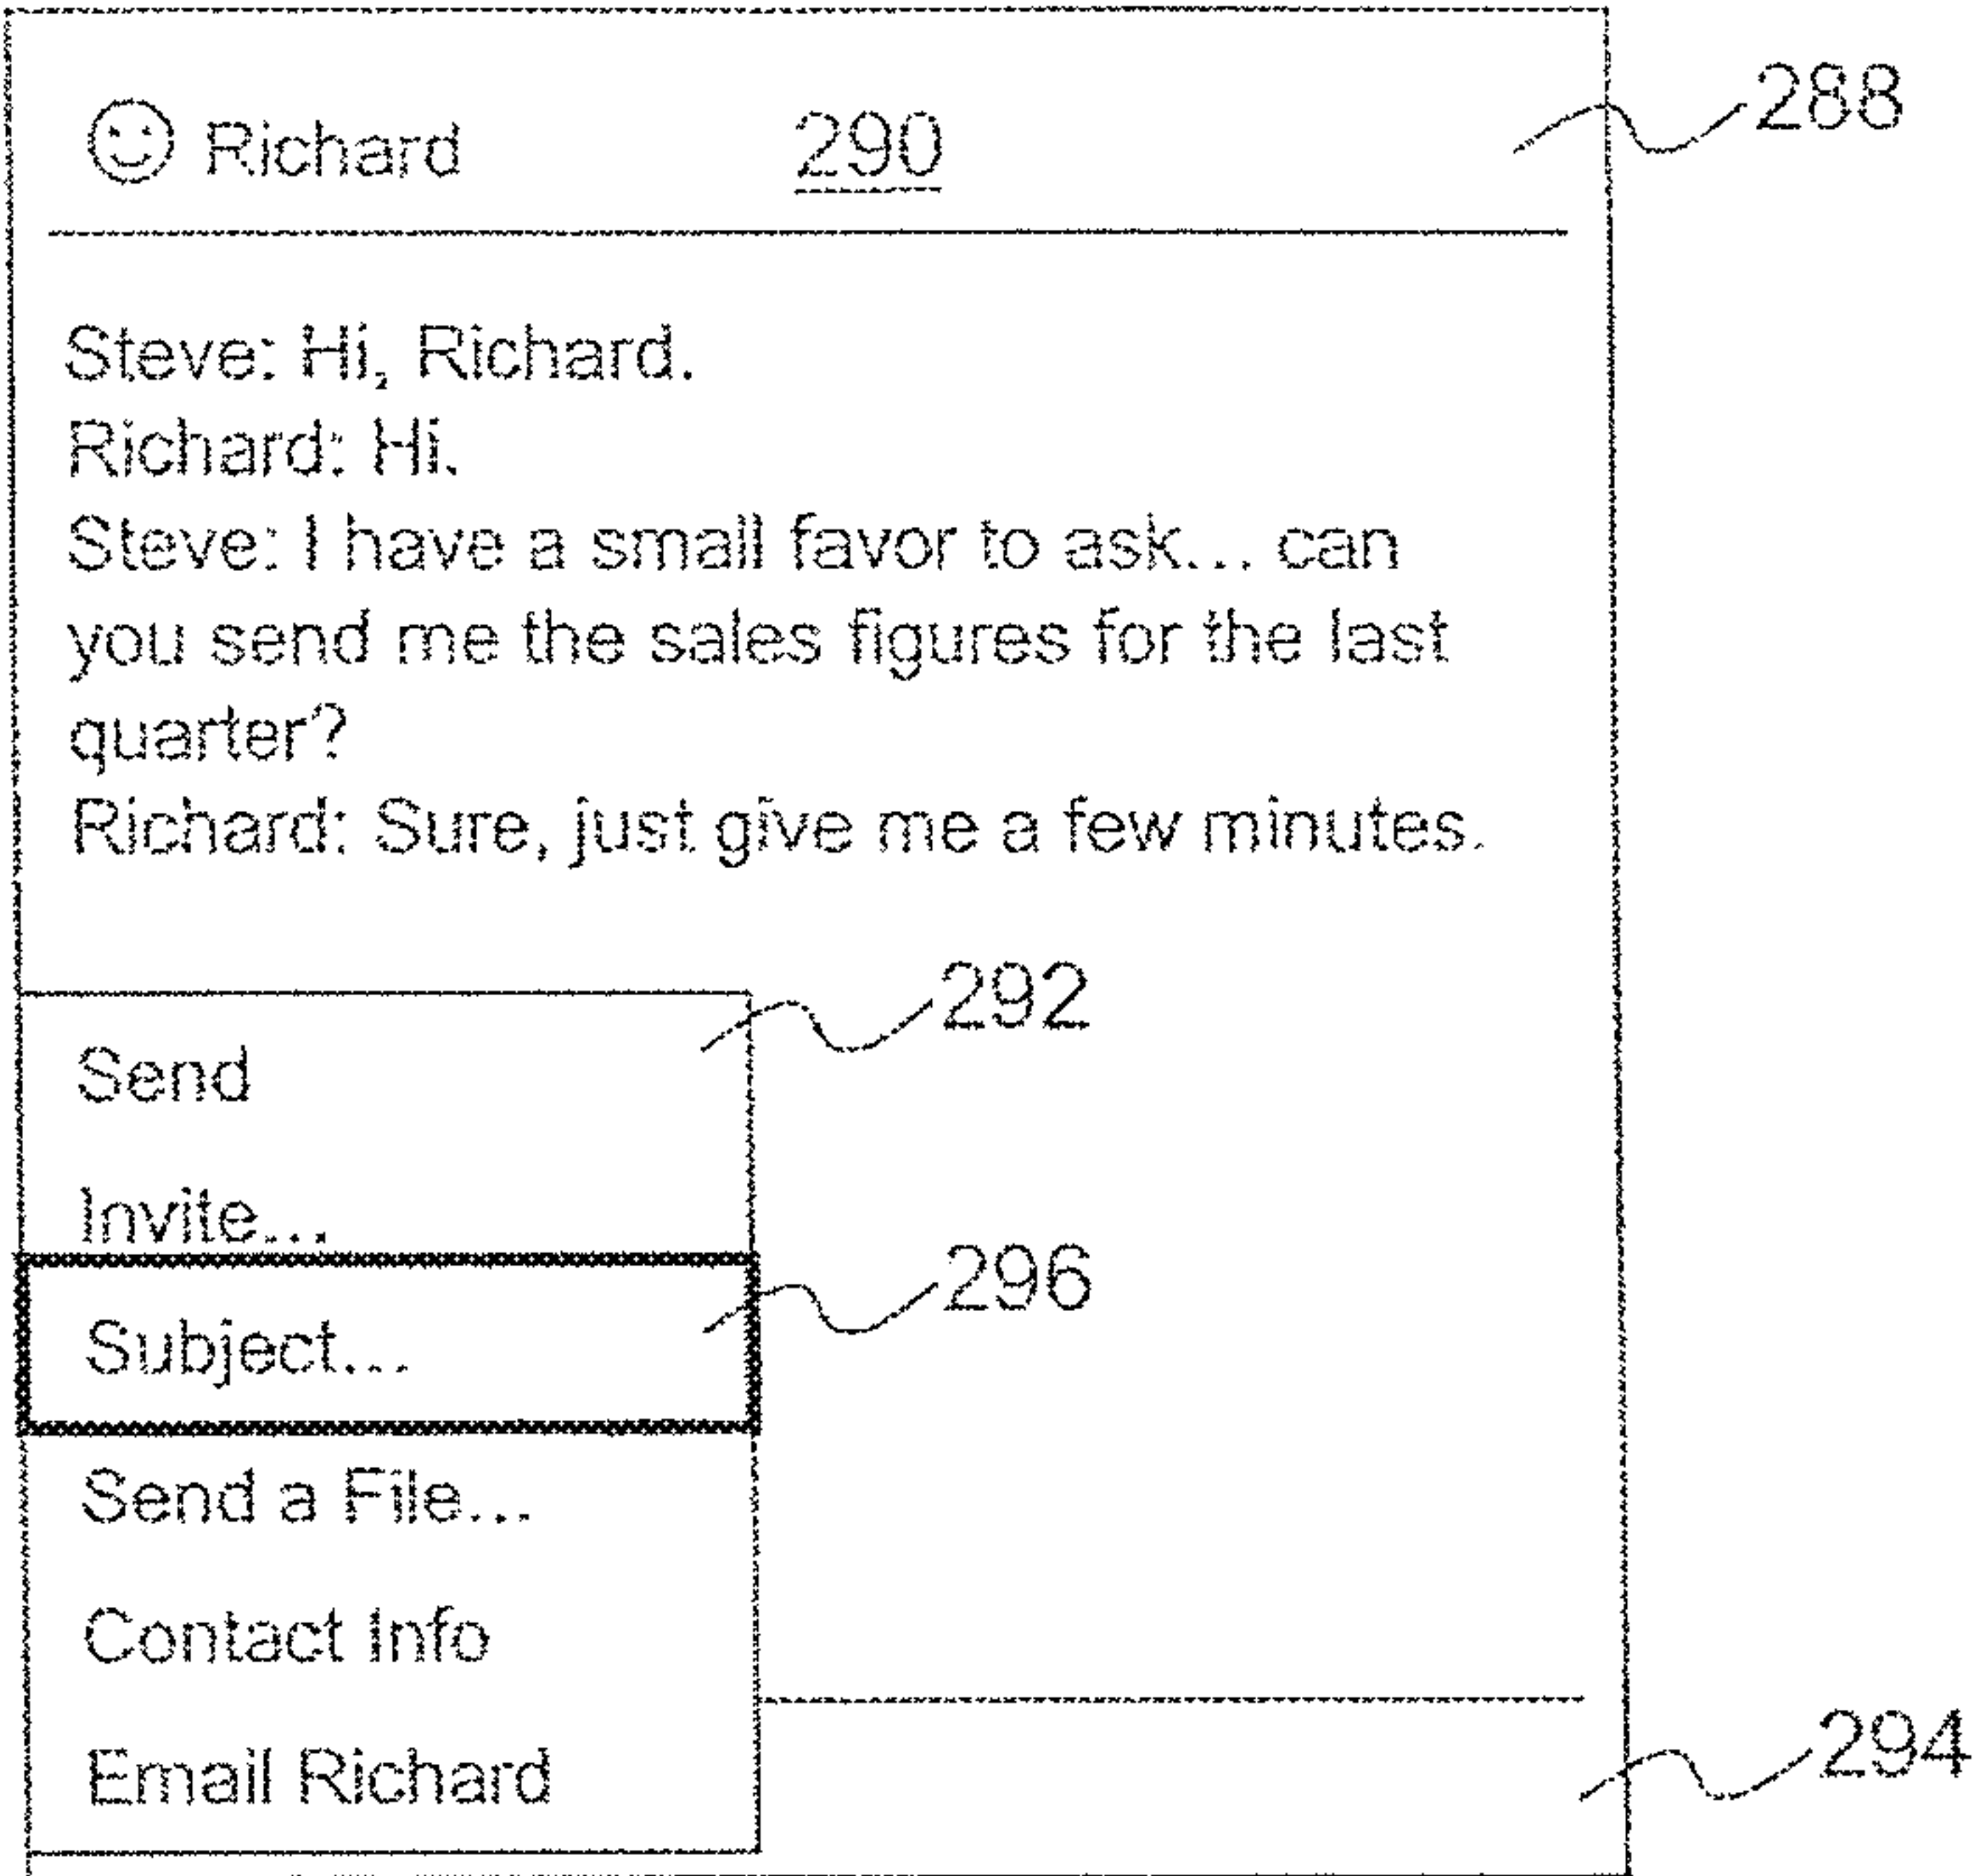 Richard 290
288
Steve: Hi, Richard.
Richard: Hi.
Steve: I have a small favor to ask... can
you send me the sales figures for the last
quarter?
Richard: Sure, just give me a few minutes.
292
Send
Invite...
296
Subject...
Send a File...
Contact Info
294
Email Richard